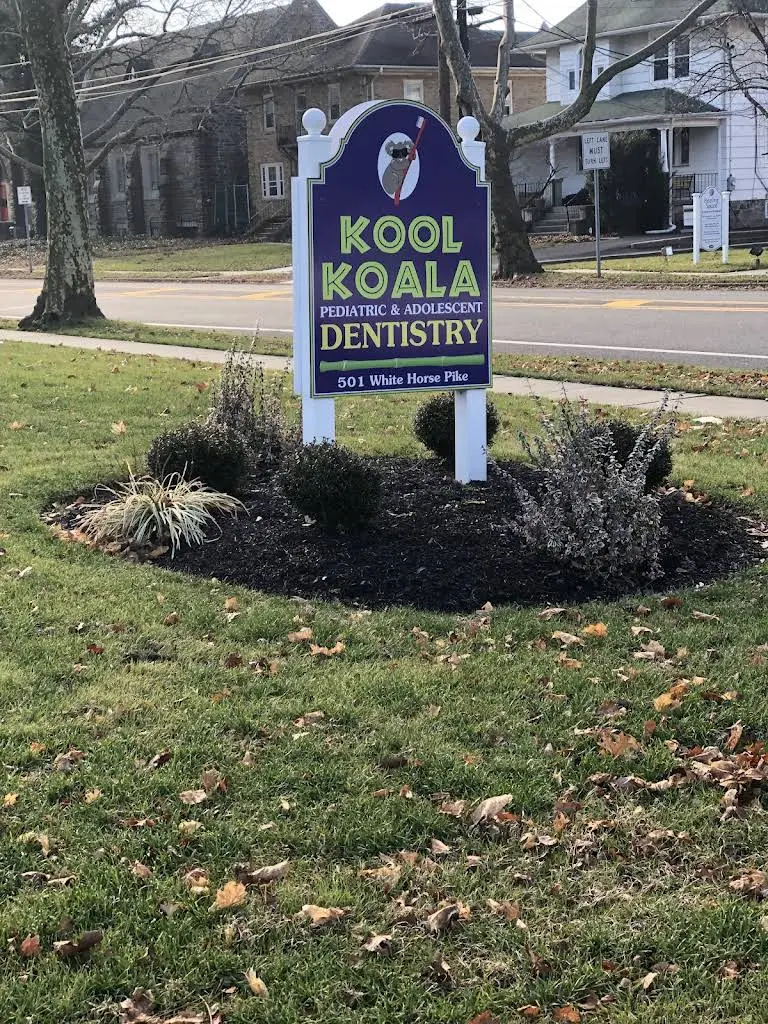 KOOL
KOALA
PEDIATRIC & ADOLESCENT
DENTISTRY
501 White Horse Pike
LEFT LANE
MUST
TURN LEFT